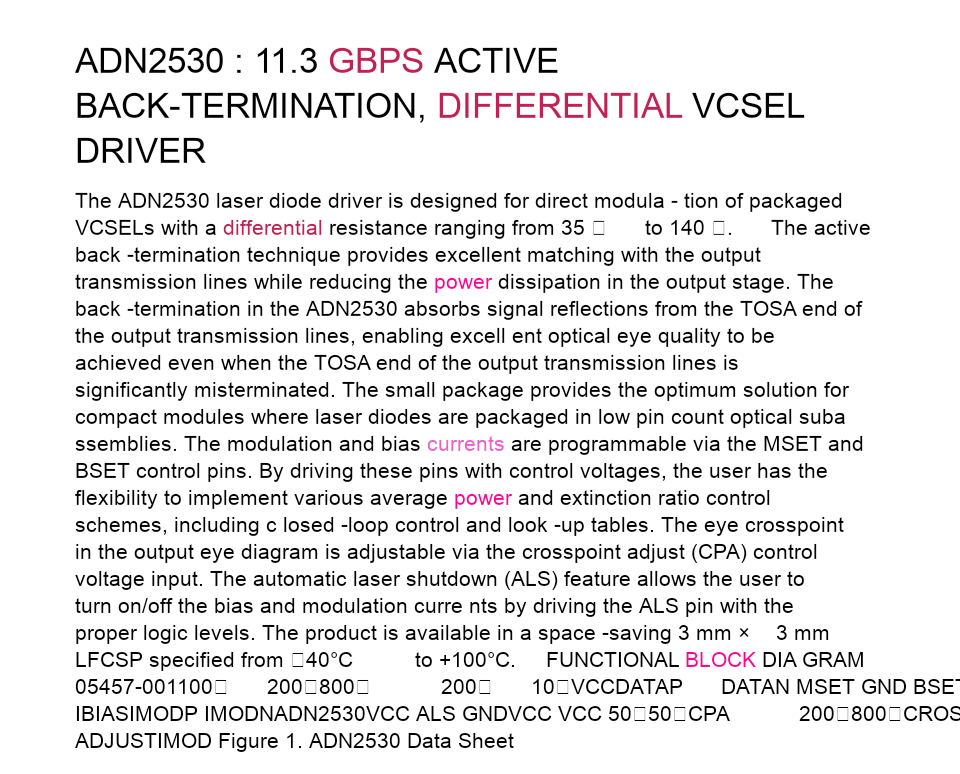 ADN2530 : 11.3 GBPS ACTIVE
BACK-TERMINATION, DIFFERENTIAL VCSEL
DRIVER
The ADN2530 laser diode driver is designed for direct modula - tion of packaged
VCSELs with a differential resistance ranging from 35 □ to 140 □. The active
back -termination technique provides excellent matching with the output
transmission lines while reducing the power dissipation in the output stage. The
back -termination in the ADN2530 absorbs signal reflections from the TOSA end of
the output transmission lines, enabling excell ent optical eye quality to be
achieved even when the TOSA end of the output transmission lines is
significantly misterminated. The small package provides the optimum solution for
compact modules where laser diodes are packaged in low pin count optical suba
ssemblies. The modulation and bias currents are programmable via the MSET and
BSET control pins. By driving these pins with control voltages, the user has the
flexibility to implement various average power and extinction ratio control
schemes, including c losed -loop control and look -up tables. The eye crosspoint
in the output eye diagram is adjustable via the crosspoint adjust (CPA) control
voltage input. The automatic laser shutdown (ALS) feature allows the user to
turn on/off the bias and modulation curre nts by driving the ALS pin with the
proper logic levels. The product is available in a space -saving 3 mm × 3 mm
LFCSP specified from □40°C to +100°C. FUNCTIONAL BLOCK DIA GRAM
05457-001100□ 200□800□ 200□ 10□VCCDATAP DATAN MSET GND BSET
IBIASIMODP IMODNADN2530VCC ALS GNDVCC VCC 50□50□CPA 200□800□CROS
ADJUSTIMOD Figure 1. ADN2530 Data Sheet